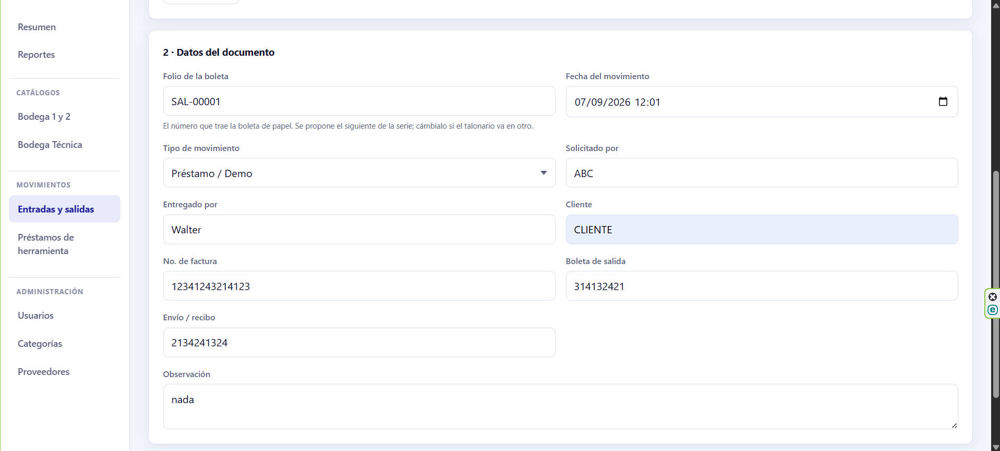 Resumen
Reportes
CATÁLOGOS
Bodega 1 y 2
Bodega Técnica
MOVIMIENTOS
Entradas y salidas
Préstamos de
herramienta
ADMINISTRACIÓN
Usuarios
Categorías
Proveedores
2 · Datos del documento
Folio de la boleta
SAL-00001
El número que trae la boleta de papel. Se propone el siguiente de la serie; cámbialo si el talonario va en otro.
Fecha del movimiento
07/09/2026 12:01
Tipo de movimiento
Préstamo / Demo
Solicitado por
ABC
Entregado por
Walter
Cliente
CLIENTE
No. de factura
12341243214123
Boleta de salida
314132421
Envío / recibo
2134241324
Observación
nada